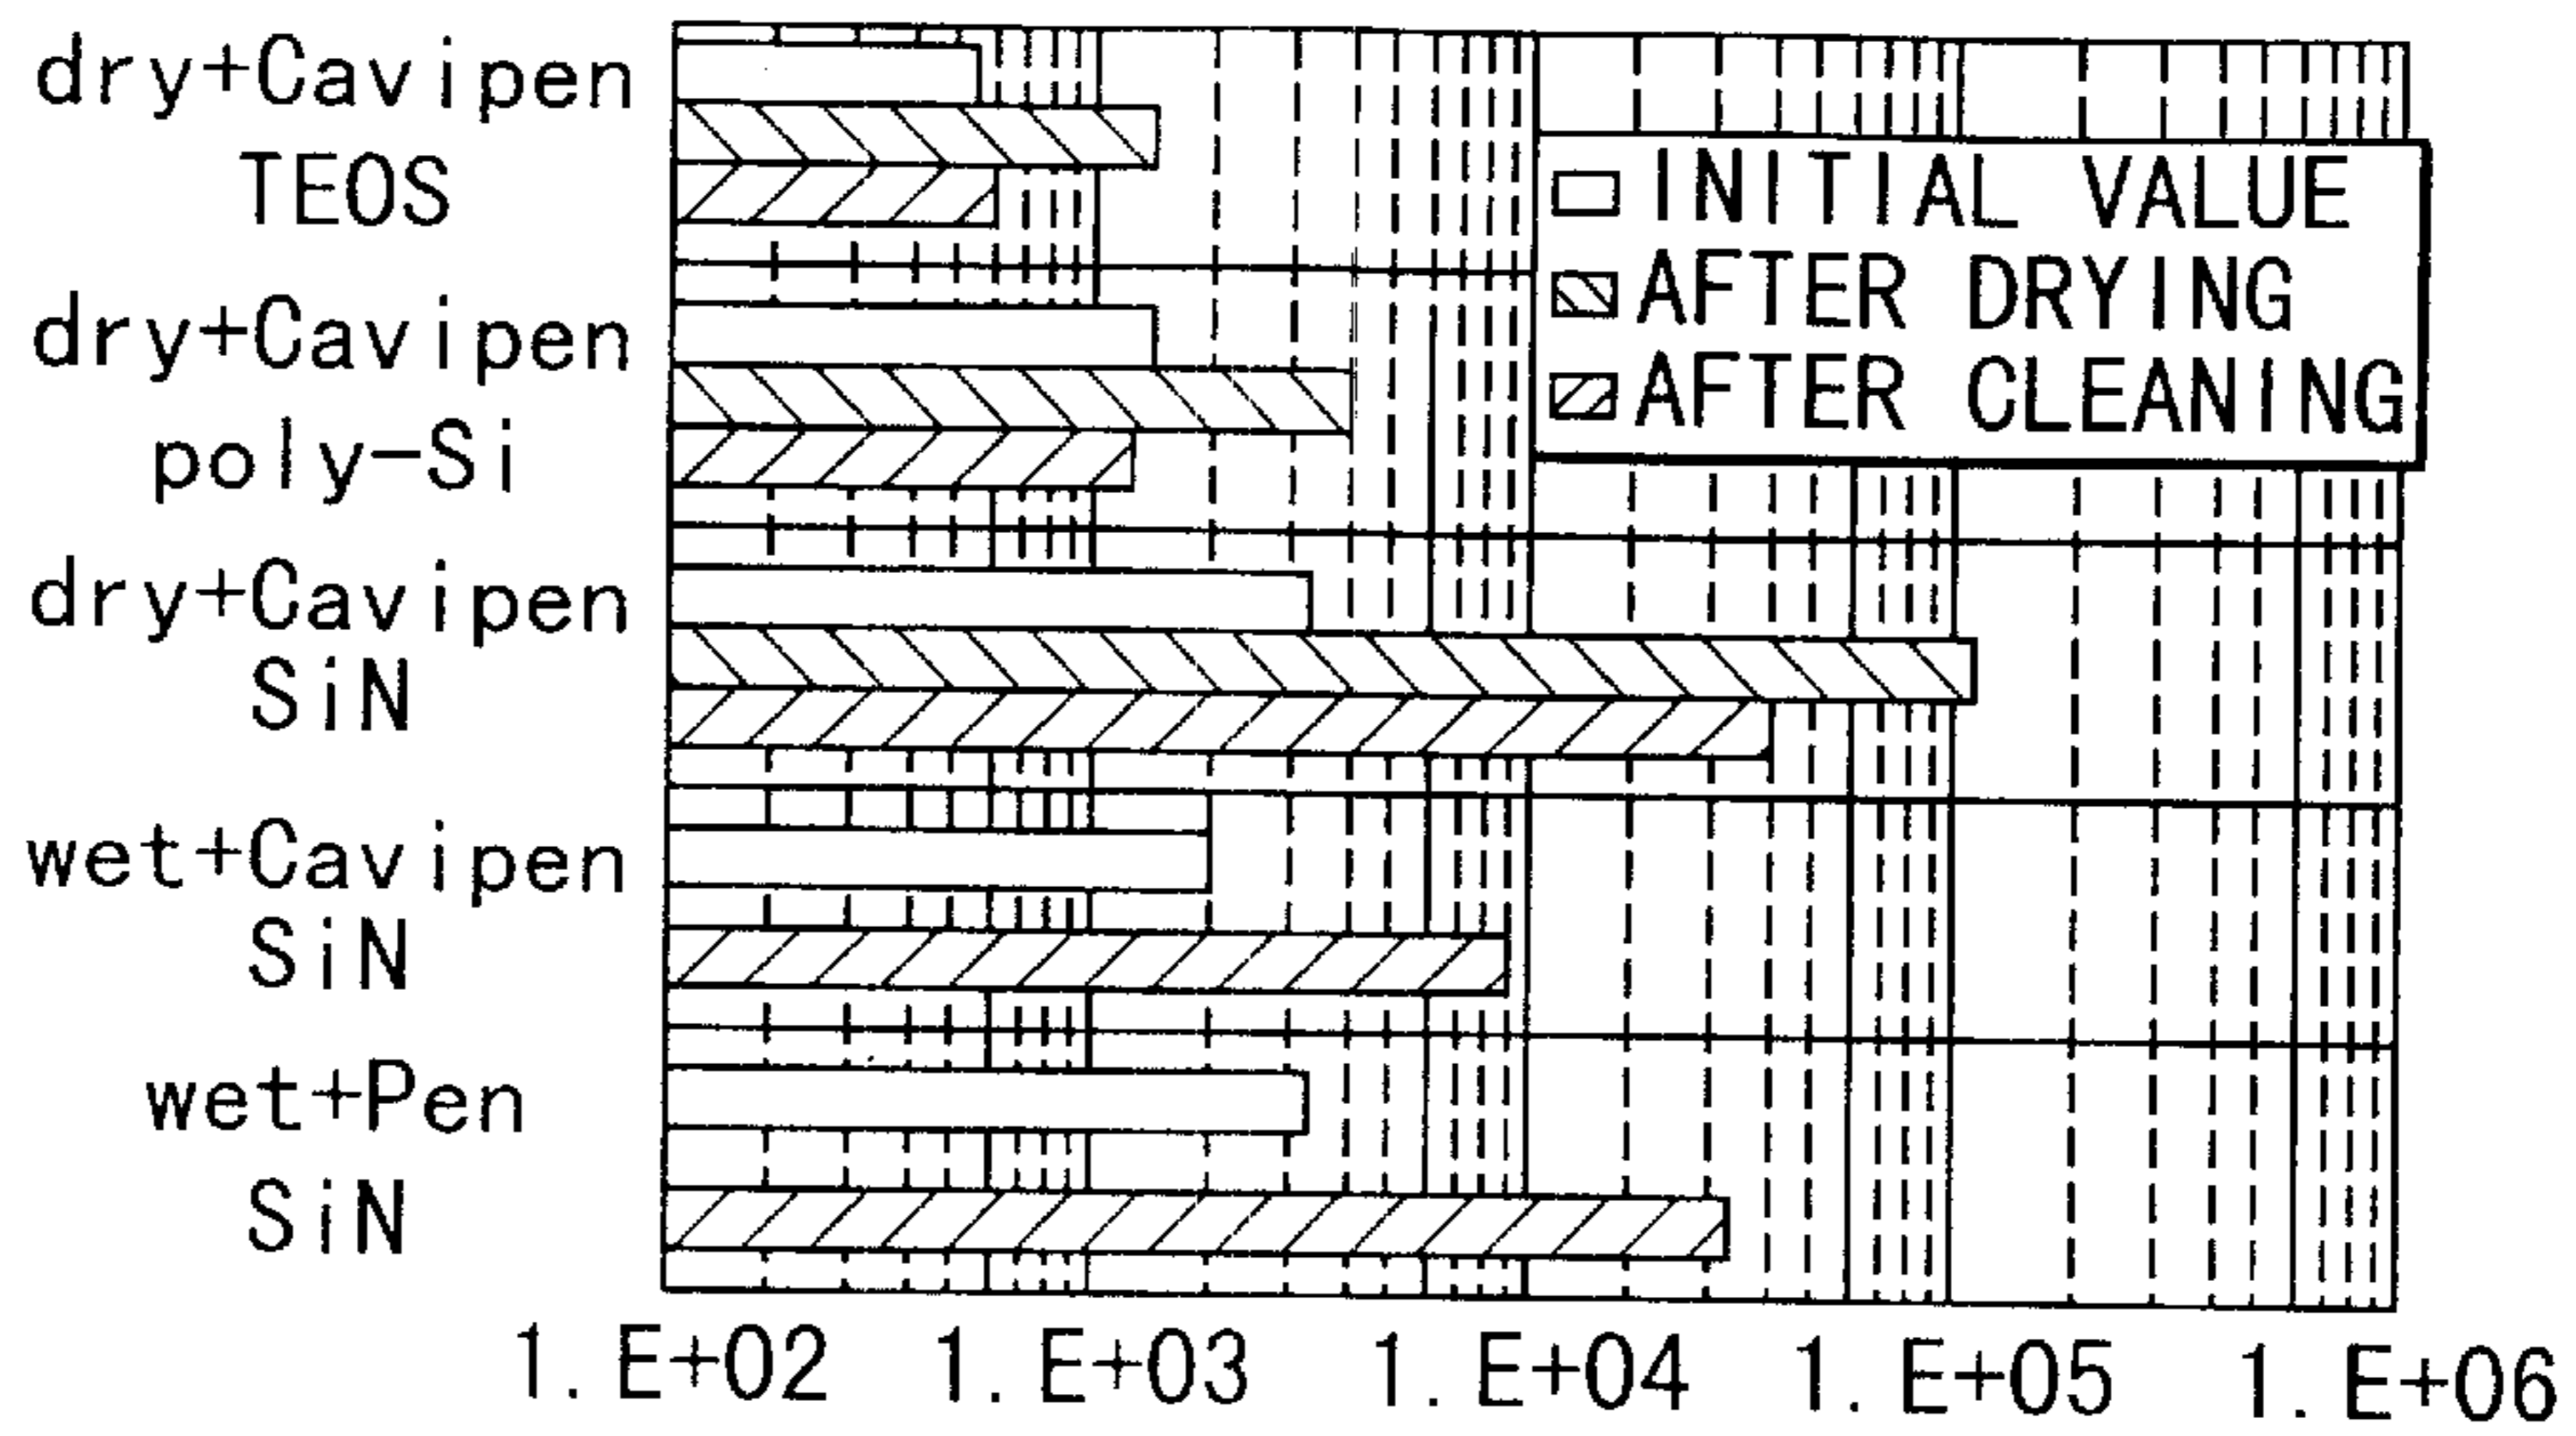 dry+Cavipen
TEOS
dry+Cavipen
poly-Si
dry+Cavipen
SiN
wet+Cavipen
SiN
wet+Pen
SiN
INITIAL VALUE
AFTER DRYING
AFTER CLEANING
1. E+02 1. E+03 1. E+04 1. E+05 1. E+06